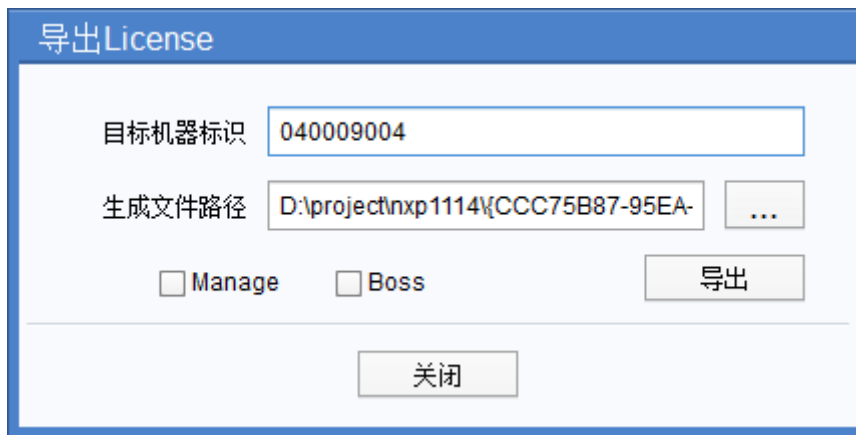 导出License
目标机器标识 040009004
生成文件路径 D:\project\nxp1114\{CCC75B87-95EA- ...
Manage Boss 导出
关闭